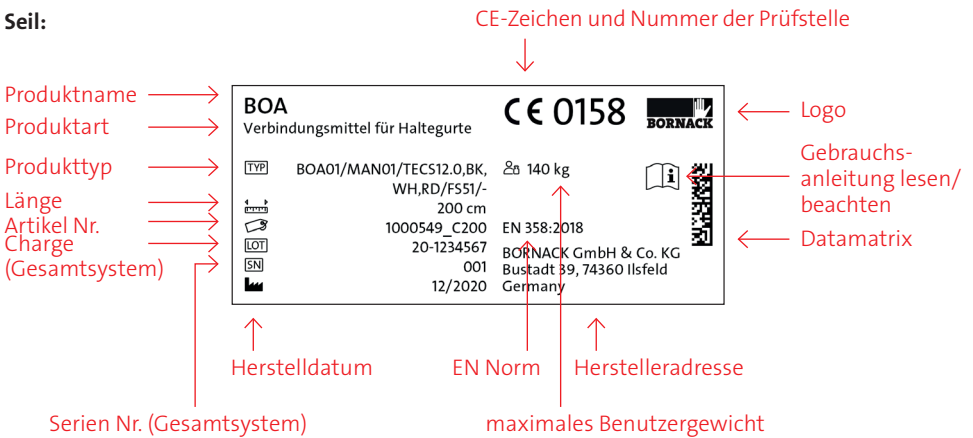 Seil:
CE-Zeichen und Nummer der Prüfstelle
Produktname
Produktart
Produkttyp
Länge
Artikel Nr.
Charge
(Gesamtsystem)
BOA
Verbindungsmittel für Haltegurte
CE 0158
BORNACK
TYP BOA01/MAN01/TECS12.0,BK,
WH,RD/FS51/-
200 cm
1000549_C200
LOT 20-1234567
SN 001
12/2020
140 kg
i
EN 358:2018
BORNACK GmbH & Co. KG
Bustadt 39, 74360 Ilsfeld
Germany
Logo
Gebrauchs-
anleitung lesen/
beachten
Datamatrix
Herstelldatum
EN Norm
Herstelleradresse
Serien Nr. (Gesamtsystem)
maximales Benutzergewicht